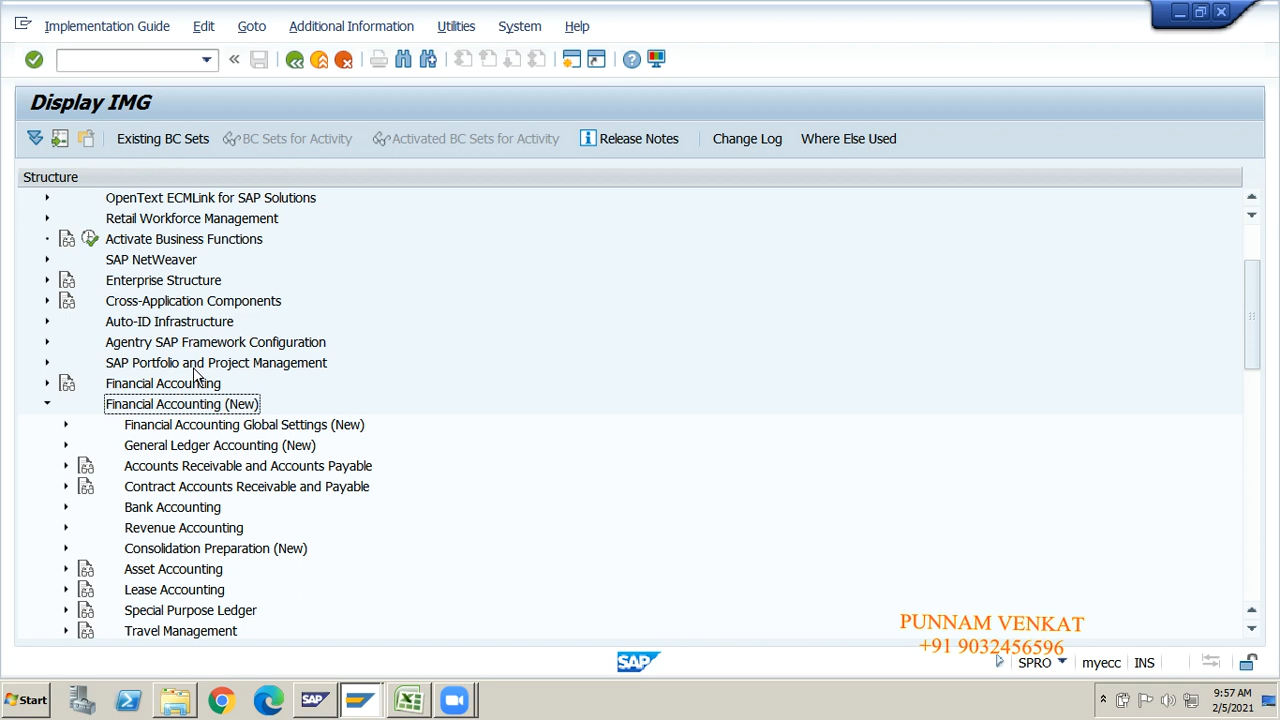 Implementation Guide Edit Goto Additional Information Utilities System Help
Display IMG
Existing BC Sets BC Sets for Activity Activated BC Sets for Activity Release Notes Change Log Where Else Used
Structure
OpenText ECMLink for SAP Solutions
Retail Workforce Management
Activate Business Functions
SAP NetWeaver
Enterprise Structure
Cross-Application Components
Auto-ID Infrastructure
Agentry SAP Framework Configuration
SAP Portfolio and Project Management
Financial Accounting
Financial Accounting (New)
Financial Accounting Global Settings (New)
General Ledger Accounting (New)
Accounts Receivable and Accounts Payable
Contract Accounts Receivable and Payable
Bank Accounting
Revenue Accounting
Consolidation Preparation (New)
Asset Accounting
Lease Accounting
Special Purpose Ledger
Travel Management
PUNNAM VENKAT
+91 9032456596
SAP SPRO myecc INS
Start SAP 9:57 AM
2/5/2021